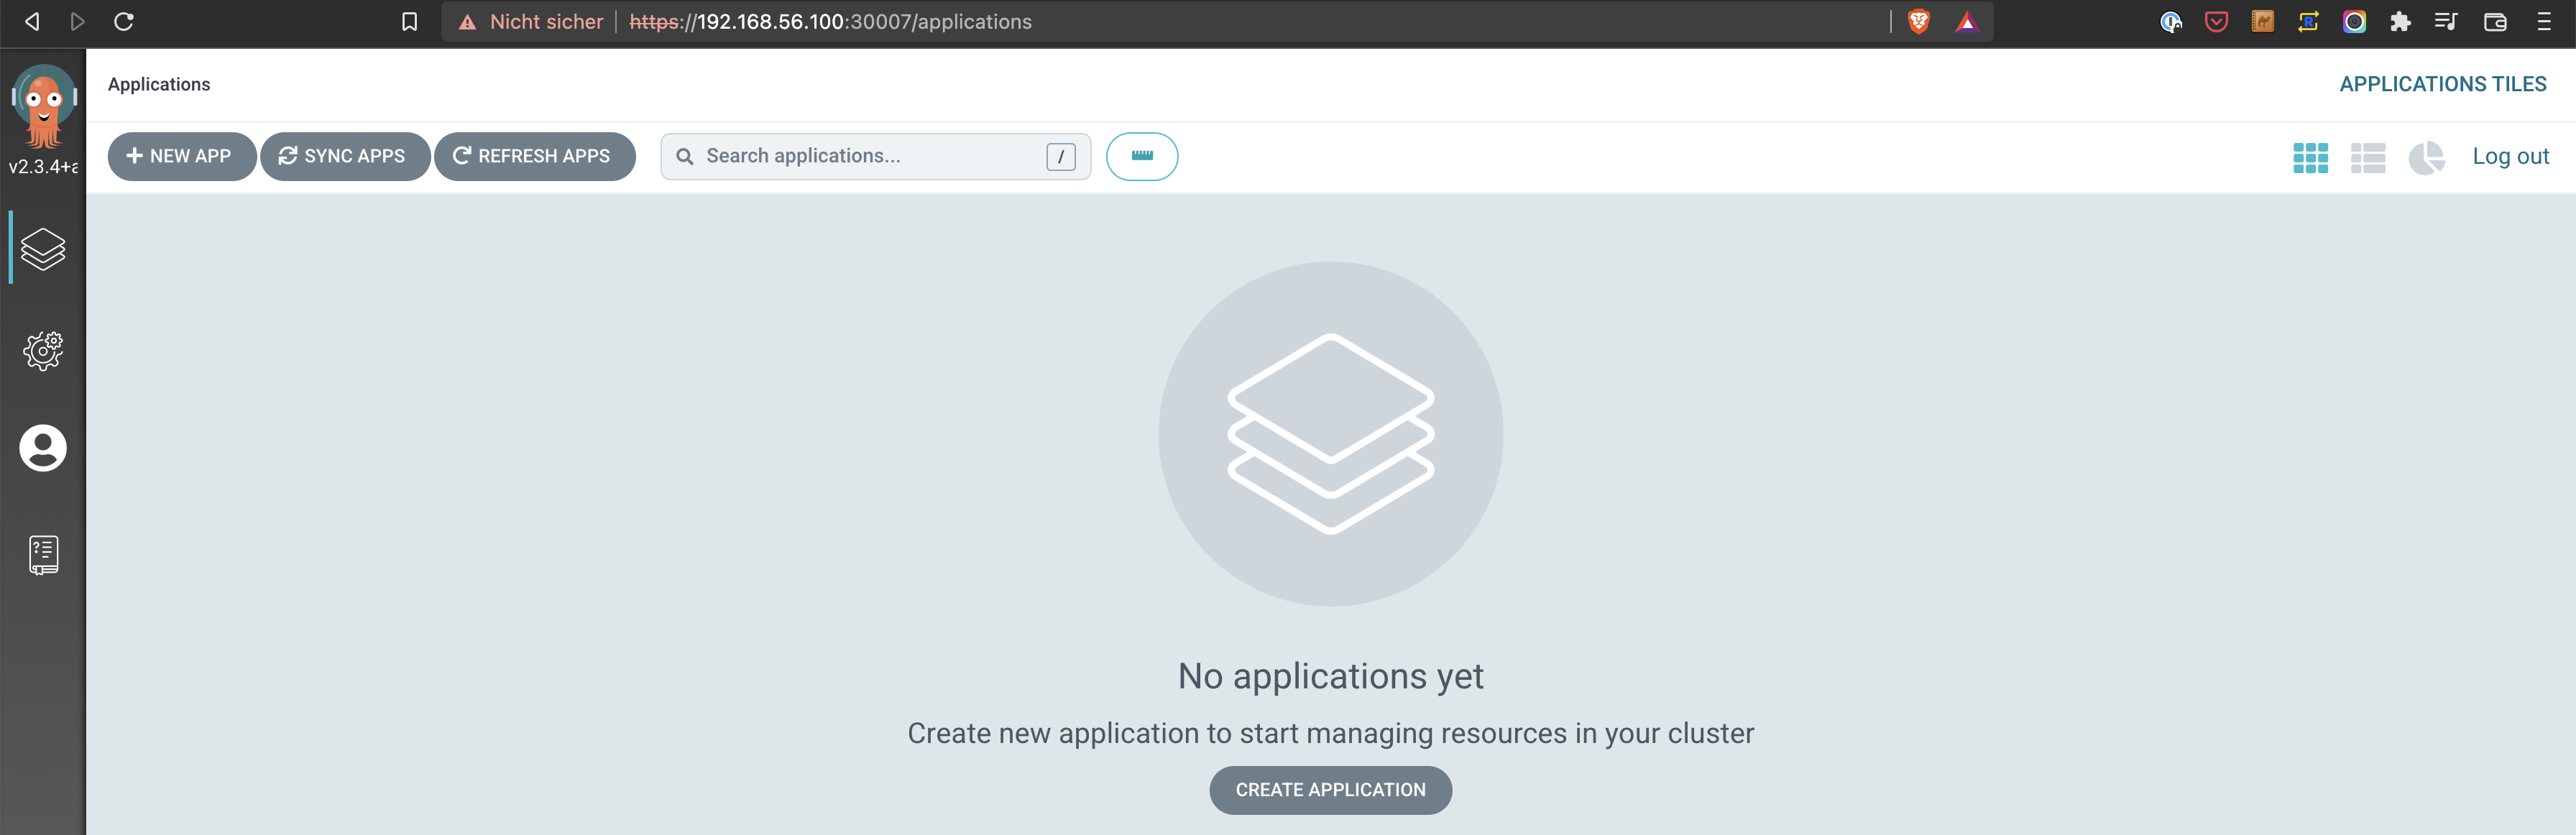 Nicht sicher https://192.168.56.100:30007/applications
Applications
APPLICATIONS TILES
v2.3.4+a
NEW APP SYNC APPS REFRESH APPS Search applications... / Log out
No applications yet
Create new application to start managing resources in your cluster
CREATE APPLICATION